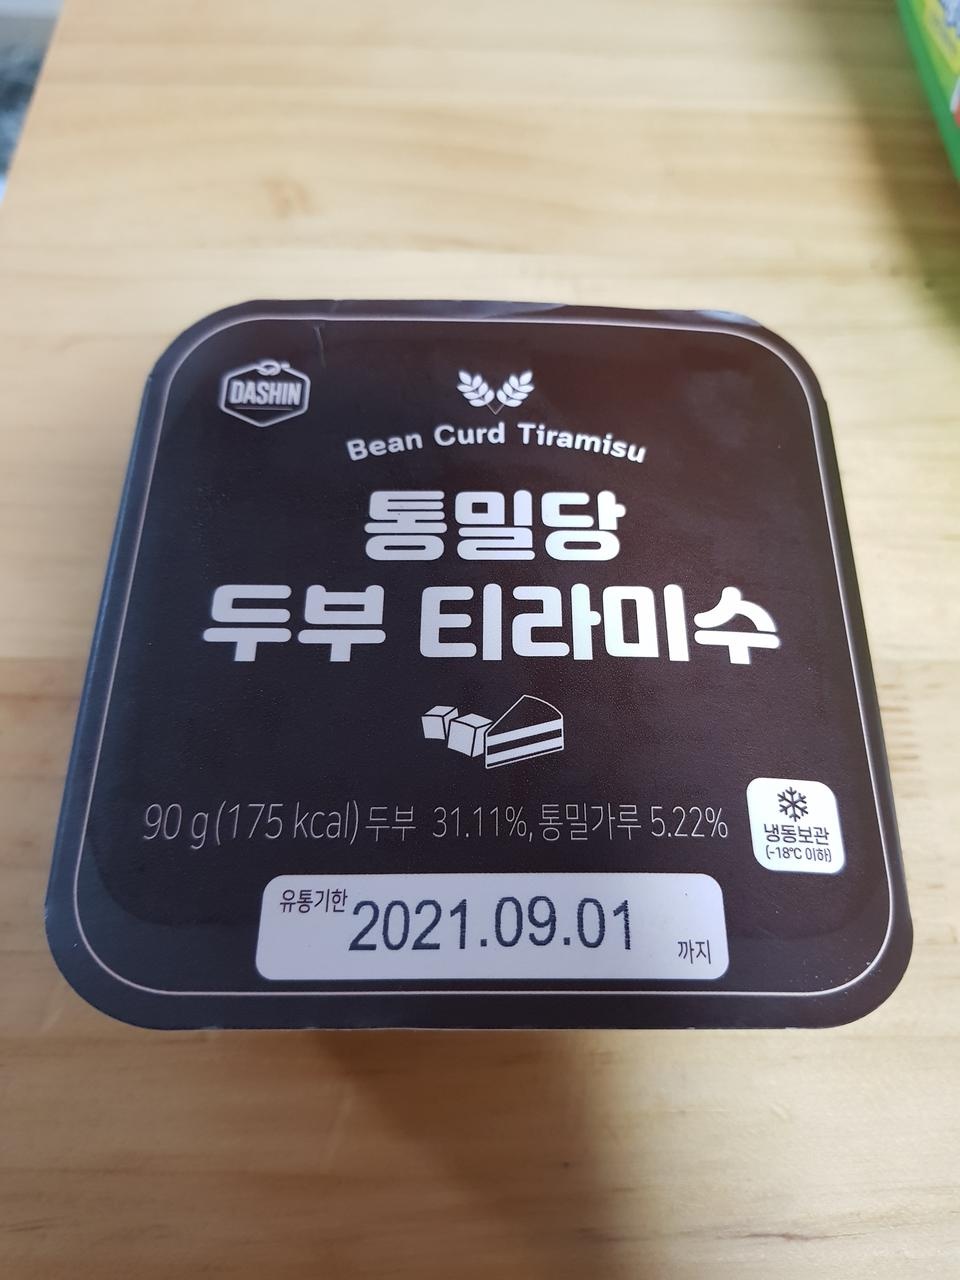 DASHIN
Bean Curd Tiramisu
통밀당
두부 티라미수
90 g (175 kcal) 두부 31.11%, 통밀가루 5.22%
냉동보관
(-18℃ 이하)
유통기한 2021.09.01 까지